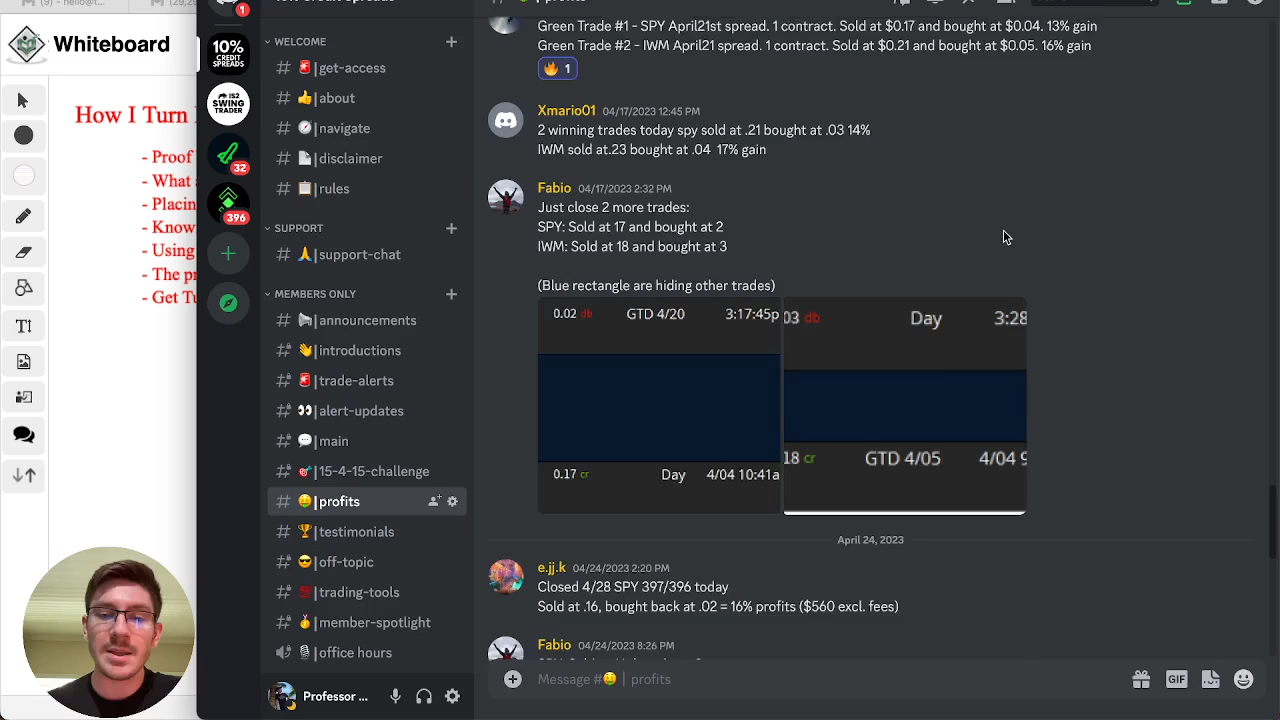 Whiteboard
How I Turn
- Proof
- What
- Placin
- Know
- Using
- The pr
- Get Tu
1
10%
CREDIT
SPREADS
IS2
SWING
TRADER
32
396
WELCOME
get-access
about
navigate
disclaimer
rules
SUPPORT
support-chat
MEMBERS ONLY
announcements
introductions
trade-alerts
alert-updates
main
15-4-15-challenge
profits
testimonials
off-topic
trading-tools
member-spotlight
office hours
Professor ...
Green Trade #1 - SPY April21st spread. 1 contract. Sold at $0.17 and bought at $0.04. 13% gain
Green Trade #2 - IWM April21 spread. 1 contract. Sold at $0.21 and bought at $0.05. 16% gain
🔥 1
Xmario01 04/17/2023 12:45 PM
2 winning trades today spy sold at .21 bought at .03 14%
IWM sold at.23 bought at .04 17% gain
Fabio 04/17/2023 2:32 PM
Just close 2 more trades:
SPY: Sold at 17 and bought at 2
IWM: Sold at 18 and bought at 3
(Blue rectangle are hiding other trades)
0.02 db GTD 4/20 3:17:45p
03 db Day 3:28
0.17 cr Day 4/04 10:41a
18 cr GTD 4/05 4/04 9
April 24, 2023
e.jj.k 04/24/2023 2:20 PM
Closed 4/28 SPY 397/396 today
Sold at .16, bought back at .02 = 16% profits ($560 excl. fees)
Fabio 04/24/2023 8:26 PM
Message #🤑 | profits
GIF